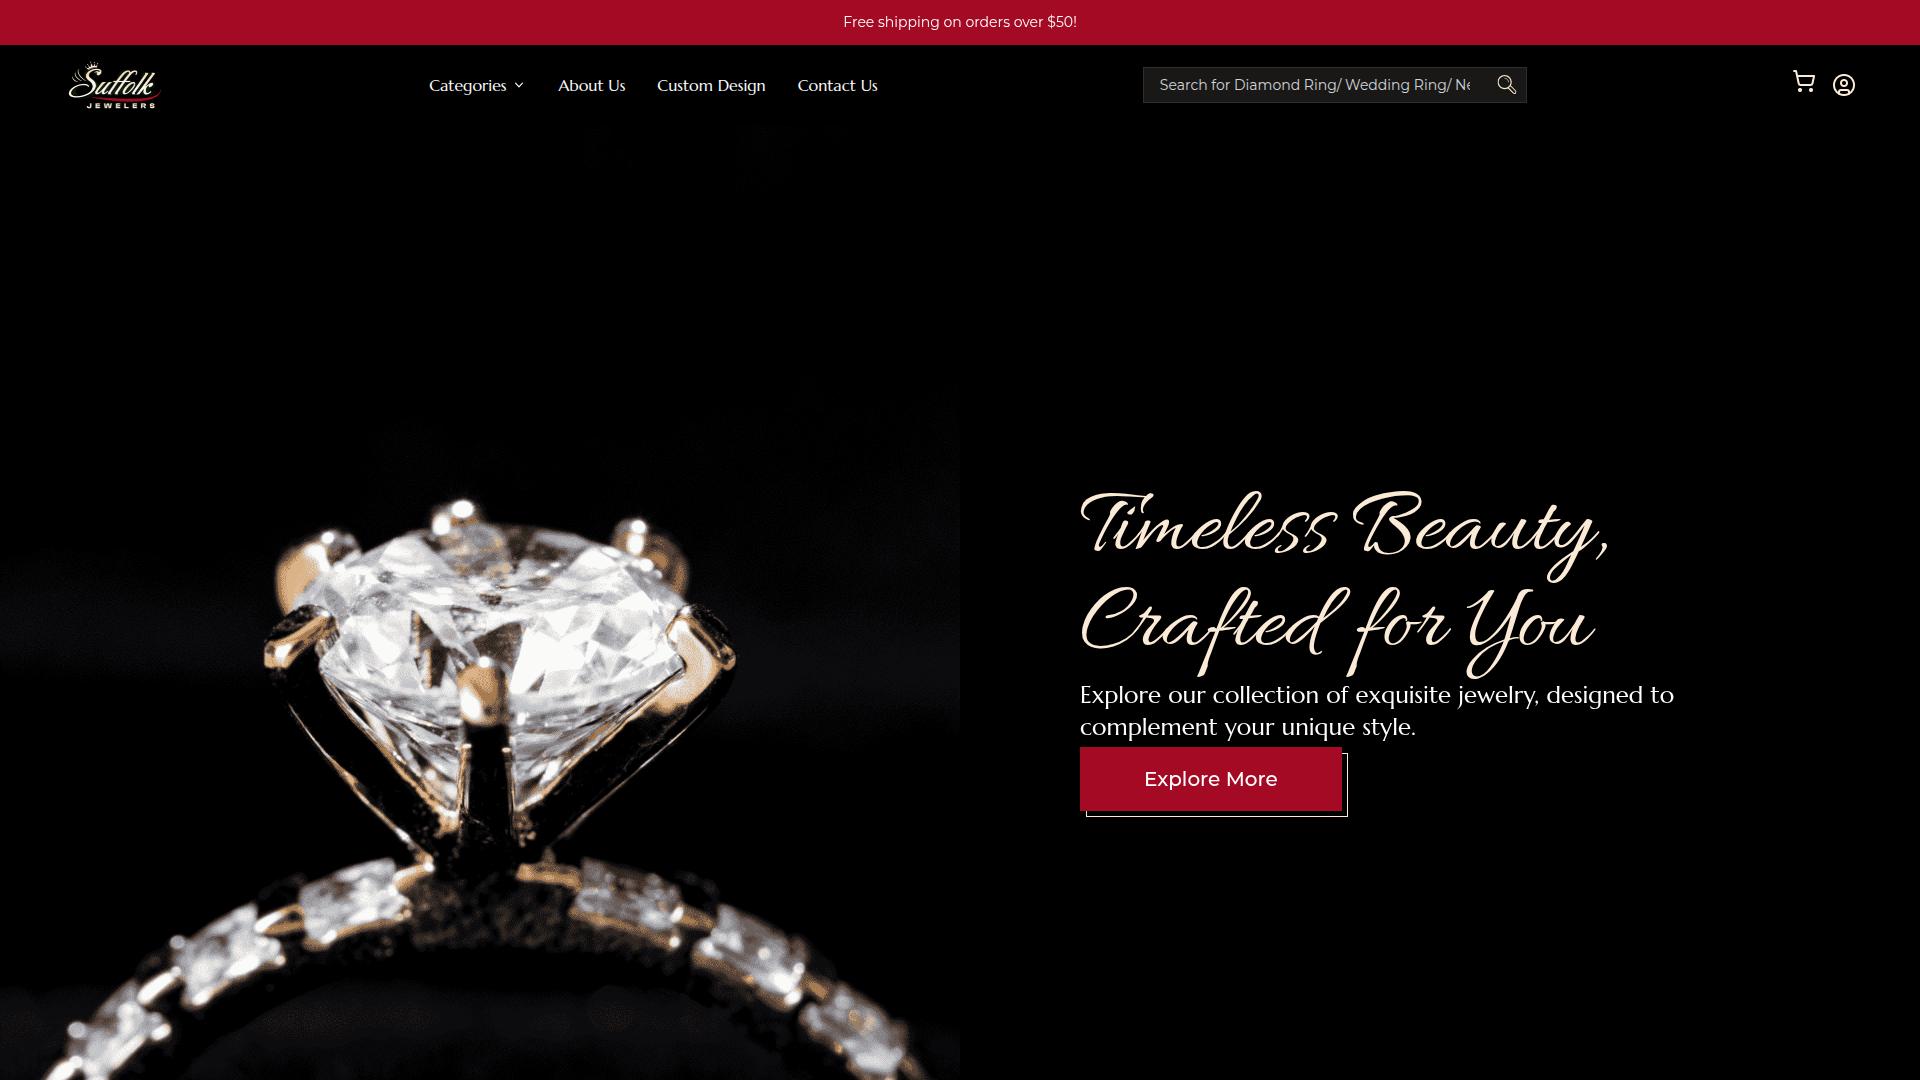 Free shipping on orders over $50!
Suffolk
JEWELERS
Categories
About Us
Custom Design
Contact Us
Search for Diamond Ring/ Wedding Ring/
Timeless Beauty,
Crafted for You
Explore our collection of exquisite jewelry, designed to
complement your unique style.
Explore More